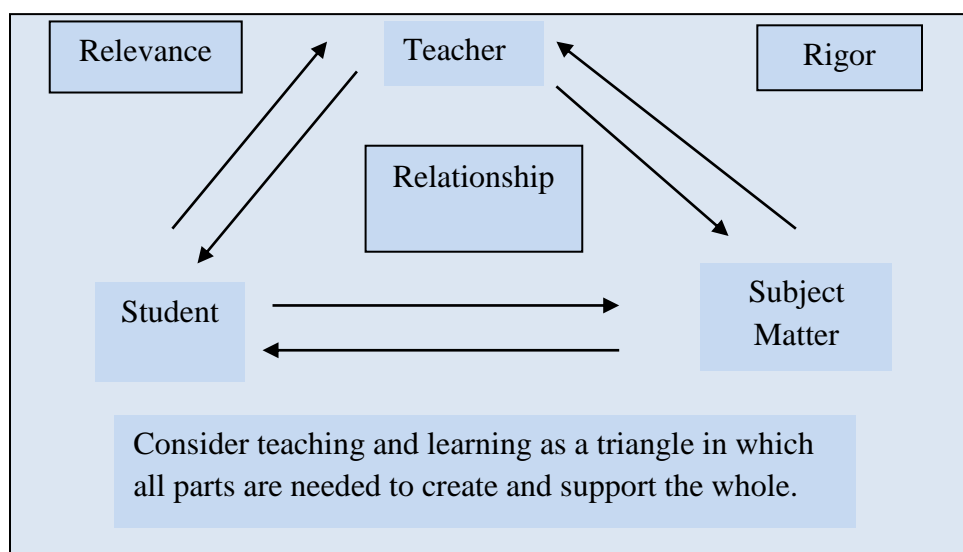 Relevance
Teacher
Rigor
Relationship
Student
Subject
Matter
Consider teaching and learning as a triangle in which
all parts are needed to create and support the whole.